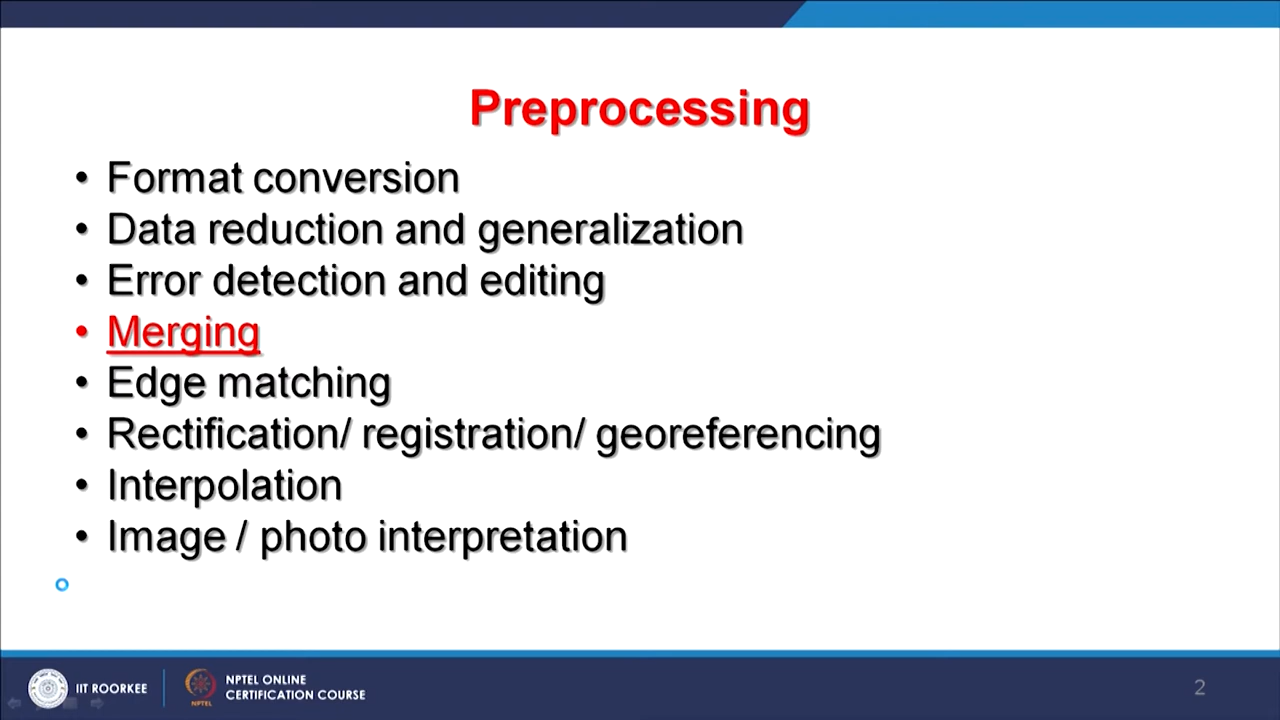 Preprocessing
• Format conversion
• Data reduction and generalization
• Error detection and editing
• Merging
• Edge matching
• Rectification/ registration/ georeferencing
• Interpolation
• Image / photo interpretation
IIT ROORKEE
NPTEL
NPTEL ONLINE
CERTIFICATION COURSE
2